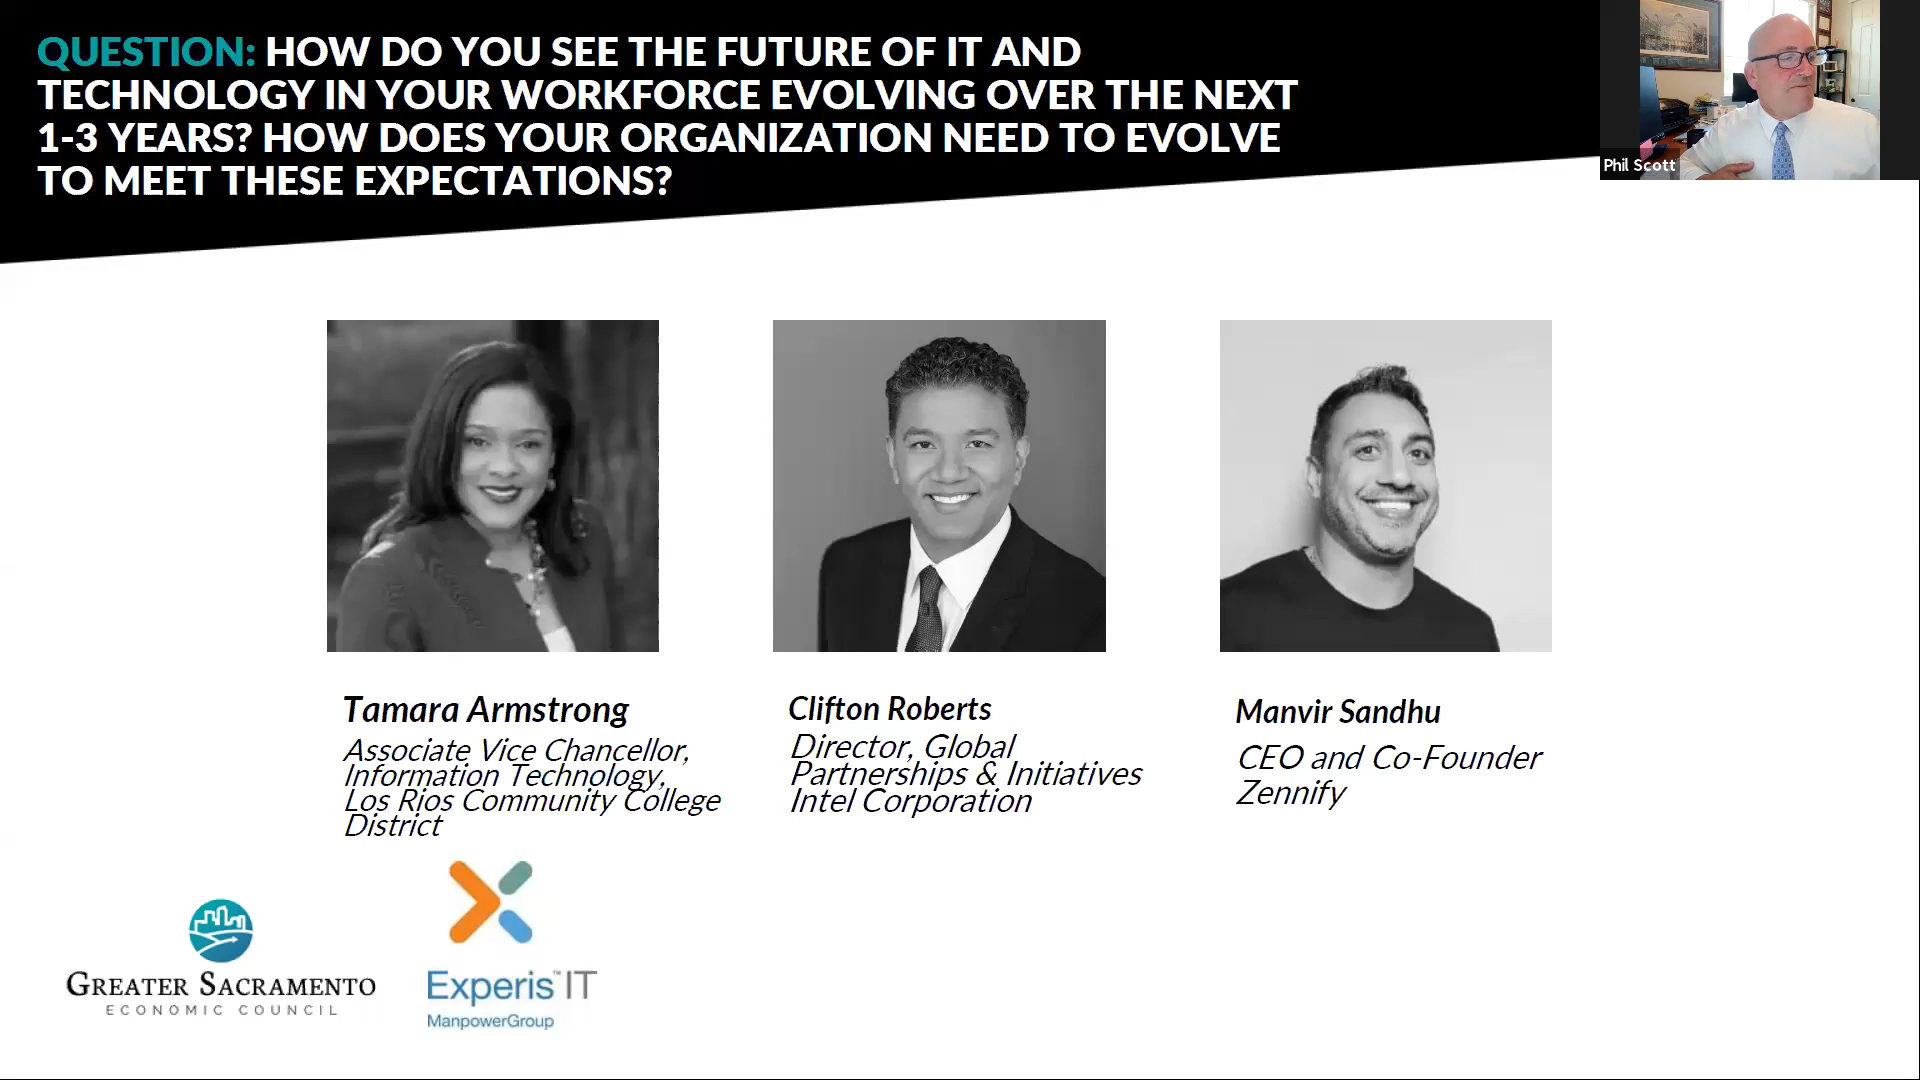 QUESTION: HOW DO YOU SEE THE FUTURE OF IT AND
TECHNOLOGY IN YOUR WORKFORCE EVOLVING OVER THE NEXT
1-3 YEARS? HOW DOES YOUR ORGANIZATION NEED TO EVOLVE
TO MEET THESE EXPECTATIONS?
Phil Scott
Tamara Armstrong
Associate Vice Chancellor,
Information Technology,
Los Rios Community College
District
Clifton Roberts
Director, Global
Partnerships & Initiatives
Intel Corporation
Manvir Sandhu
CEO and Co-Founder
Zennify
GREATER SACRAMENTO
ECONOMIC COUNCIL
Experis™ IT
ManpowerGroup